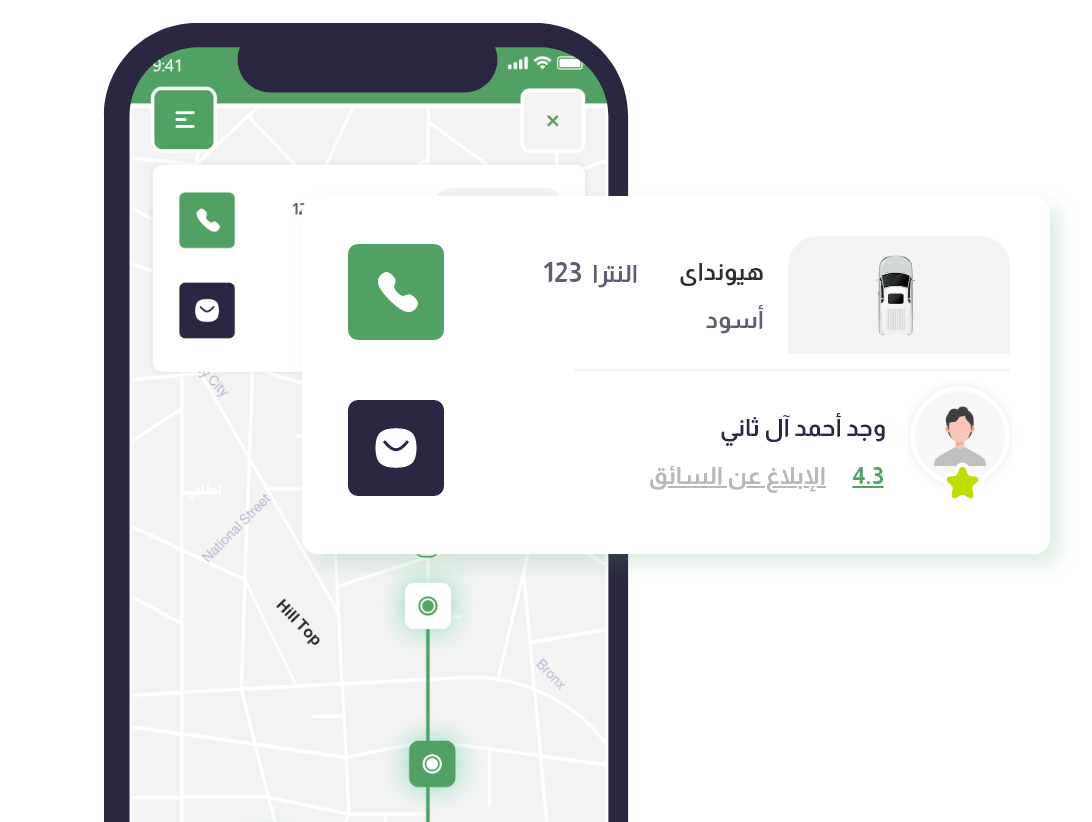 9:41
هيونداى النترا 123
أسود
وجد أحمد آل ثاني
4.3 الإبلاغ عن السائق
City
اطلبي
National Street
Hill Top
Bronx